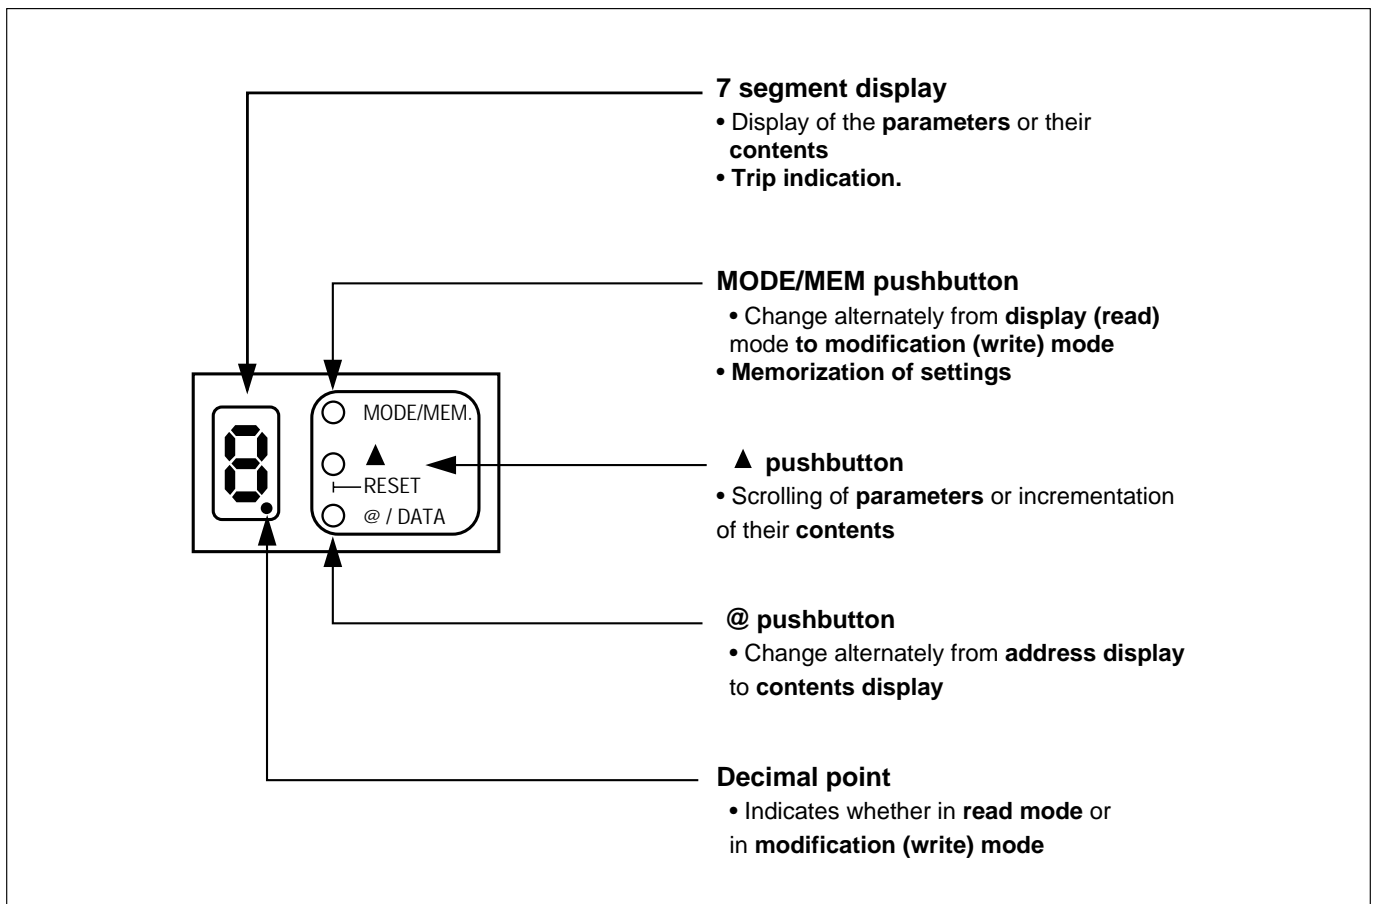 7 segment display
• Display of the parameters or their
contents
• Trip indication.
MODE/MEM pushbutton
• Change alternately from display (read)
mode to modification (write) mode
• Memorization of settings
8.
MODE/MEM.
▲
RESET
@ / DATA
▲ pushbutton
• Scrolling of parameters or incrementation
of their contents
@ pushbutton
• Change alternately from address display
to contents display
Decimal point
• Indicates whether in read mode or
in modification (write) mode